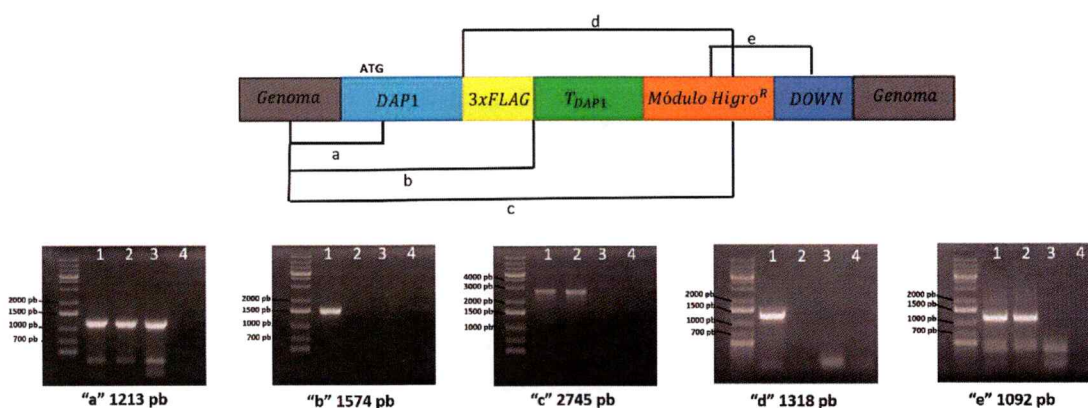 d
e
ATG
Genoma DAP1 3xFLAG T_DAP1 Módulo Higro^R DOWN Genoma
a
b
c
1 2 3 4
2000 pb
1500 pb
1000 pb
700 pb
"a" 1213 pb
1 2 3 4
2000 pb
1500 pb
1000 pb
700 pb
"b" 1574 pb
1 2 3 4
4000 pb
3000 pb
2000 pb
1500 pb
1000 pb
"c" 2745 pb
1 2 3 4
2000 pb
1500 pb
1000 pb
700 pb
"d" 1318 pb
1 2 3 4
2000 pb
1500 pb
1000 pb
700 pb
"e" 1092 pb